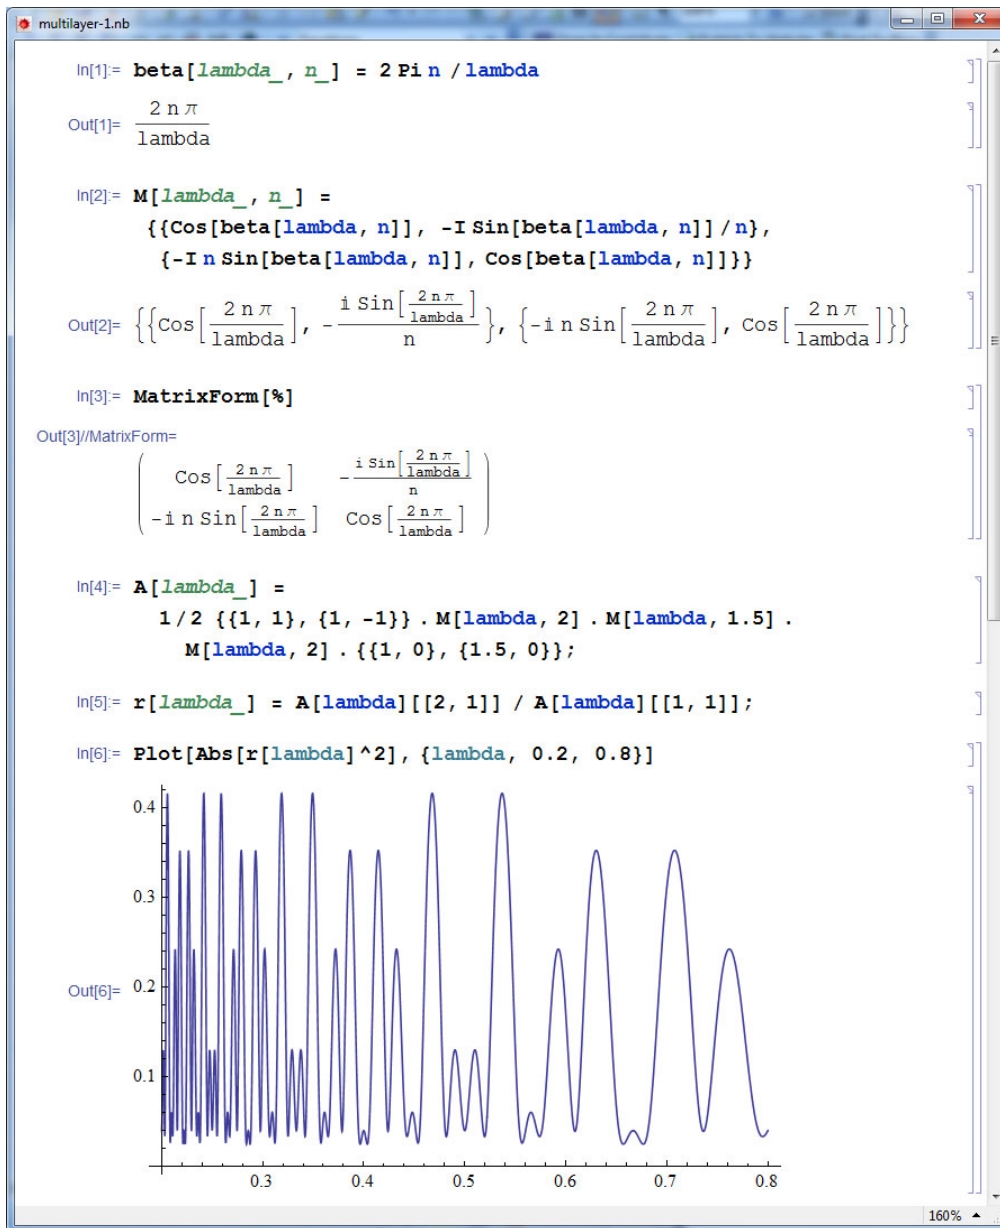 multilayer-1.nb
In[1]:= beta[lambda_, n_] = 2 Pi n / lambda
Out[1]= 2 n π
lambda
In[2]:= M[lambda_, n_] =
{{Cos[beta[lambda, n]], -I Sin[beta[lambda, n]] / n},
{-I n Sin[beta[lambda, n]], Cos[beta[lambda, n]]}}
Out[2]= {{Cos[2 n π / lambda], - i Sin[2 n π / lambda] / n}, {-i n Sin[2 n π / lambda], Cos[2 n π / lambda]}}
In[3]:= MatrixForm[%]
Out[3]//MatrixForm=
( Cos[2 n π / lambda] - i Sin[2 n π / lambda] / n
-i n Sin[2 n π / lambda] Cos[2 n π / lambda] )
In[4]:= A[lambda_] =
1 / 2 {{1, 1}, {1, -1}} . M[lambda, 2] . M[lambda, 1.5] .
M[lambda, 2] . {{1, 0}, {1.5, 0}};
In[5]:= r[lambda_] = A[lambda][[2, 1]] / A[lambda][[1, 1]];
In[6]:= Plot[Abs[r[lambda]^2], {lambda, 0.2, 0.8}]
0.4
0.3
Out[6]= 0.2
0.1
0.3 0.4 0.5 0.6 0.7 0.8
160%